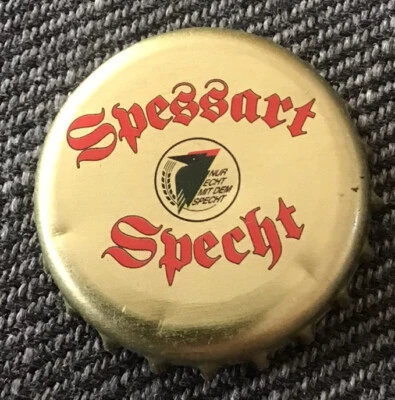 Spessart
NUR
ECHT
MIT DEM
SPECHT
Specht